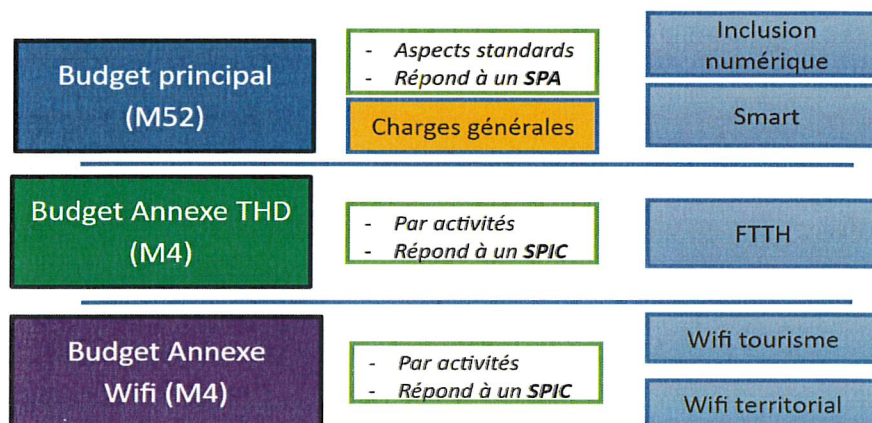 Budget principal
(M52)
- Aspects standards
- Répond à un SPA
Charges générales
Inclusion
numérique
Smart
Budget Annexe THD
(M4)
- Par activités
- Répond à un SPIC
FTTH
Budget Annexe
Wifi (M4)
- Par activités
- Répond à un SPIC
Wifi tourisme
Wifi territorial